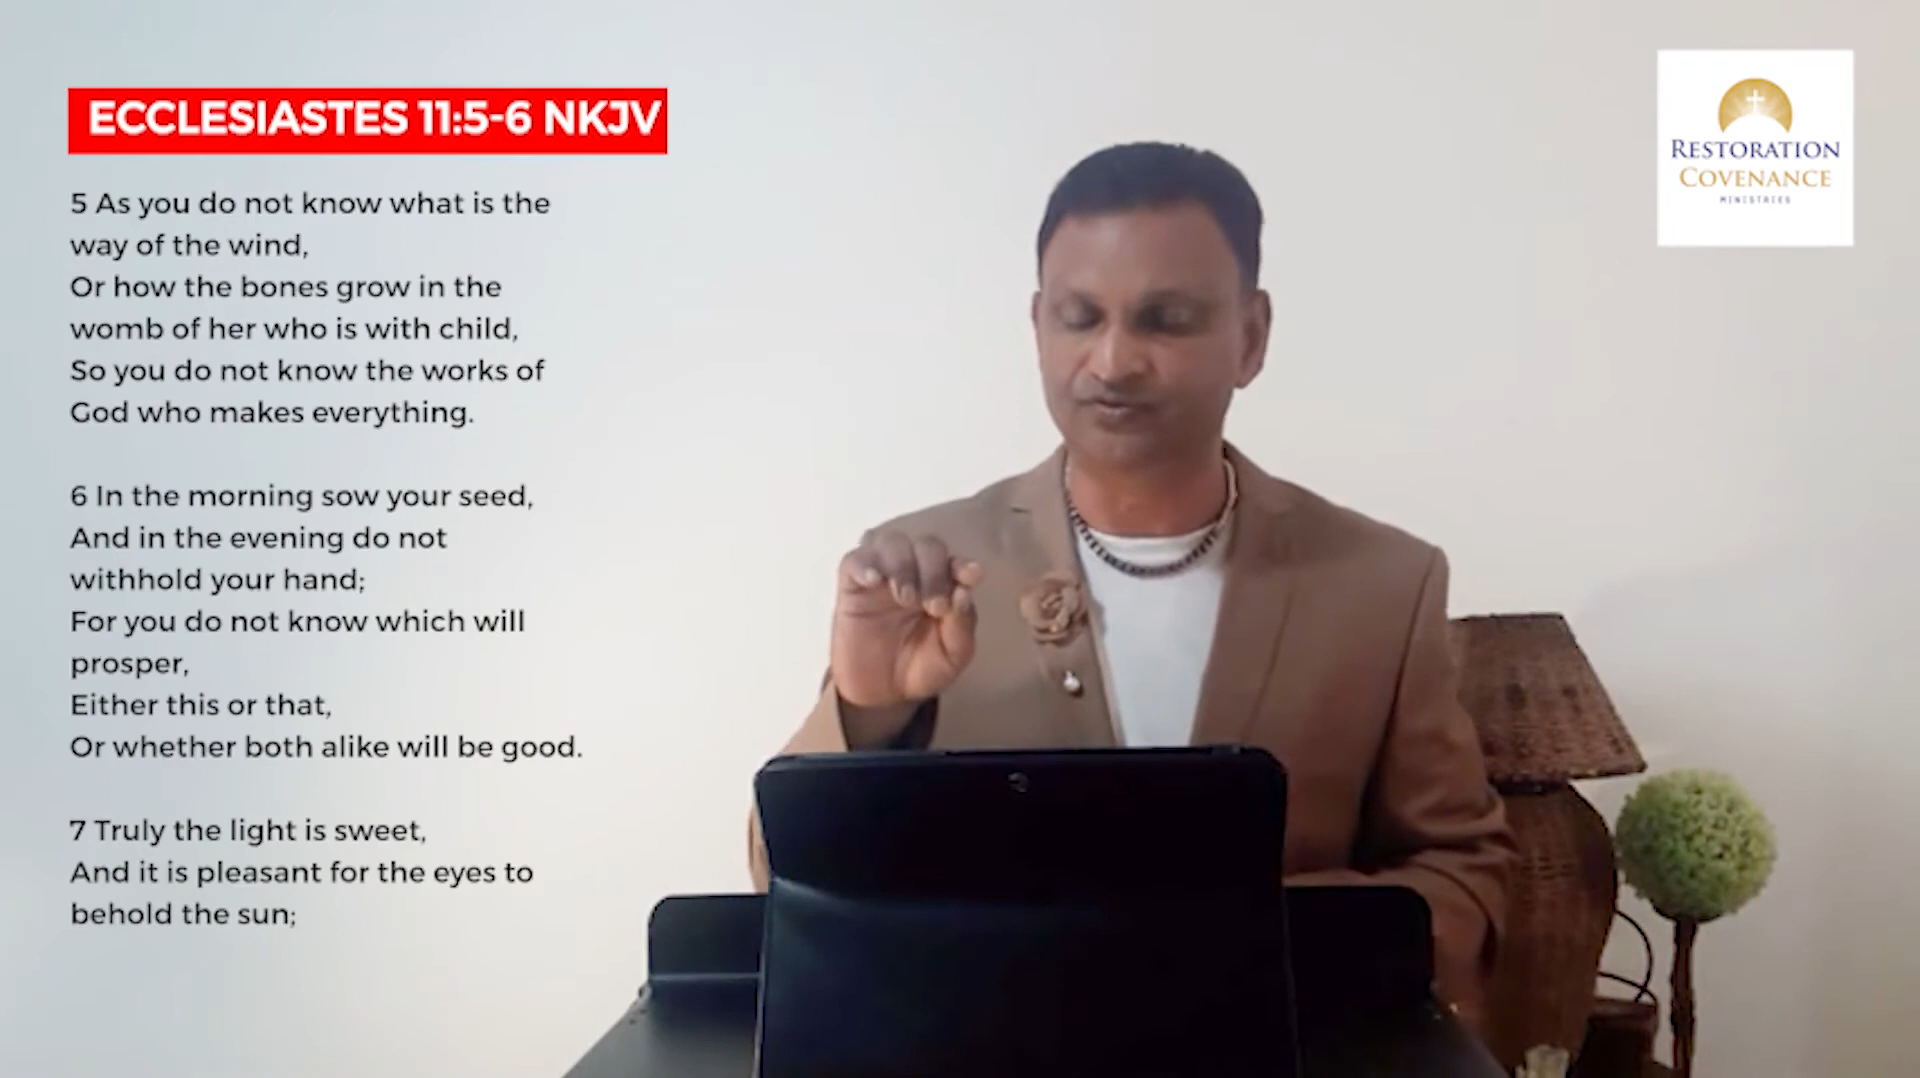 ECCLESIASTES 11:5-6 NKJV
5 As you do not know what is the
way of the wind,
Or how the bones grow in the
womb of her who is with child,
So you do not know the works of
God who makes everything.
6 In the morning sow your seed,
And in the evening do not
withhold your hand;
For you do not know which will
prosper,
Either this or that,
Or whether both alike will be good.
7 Truly the light is sweet,
And it is pleasant for the eyes to
behold the sun;
RESTORATION
COVENANCE
MINISTRIES